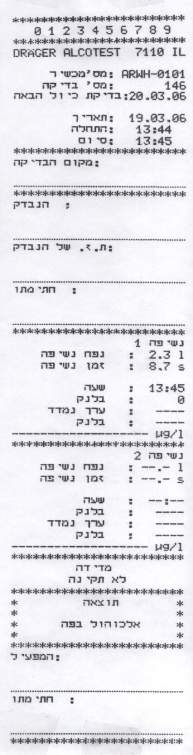 ************************
0 1 2 3 4 5 6 7 8 9
************************
DRÄGER ALCOTEST 7110 IL
************************
מס'מכשיר: ARWH-0101
מס' בדיקה: 146
בדיקת כיול הבאה:20.03.06
תאריך: 19.03.06
התחלה: 13:44
סיום: 13:45
************************
מקום הבדיקה:
הנבדק :
ת.ז. של הנבדק:
חתימתו :
************************
נשיפה 1
נפח נשיפה : 2.3 l
זמן נשיפה : 8.7 s
שעה : 13:45
בלנק : 0
ערך נמדד : ----
בלנק : ----
-------------------- µg/l
************************
נשיפה 2
נפח נשיפה : --.- l
זמן נשיפה : --.- s
שעה : --:--
בלנק : ----
ערך נמדד : ----
בלנק : ----
-------------------- µg/l
************************
מדידה
לא תקינה
************************
* תוצאה *
* *
* אלכוהול בפה *
* *
************************
המפעיל:
חתימתו :
************************